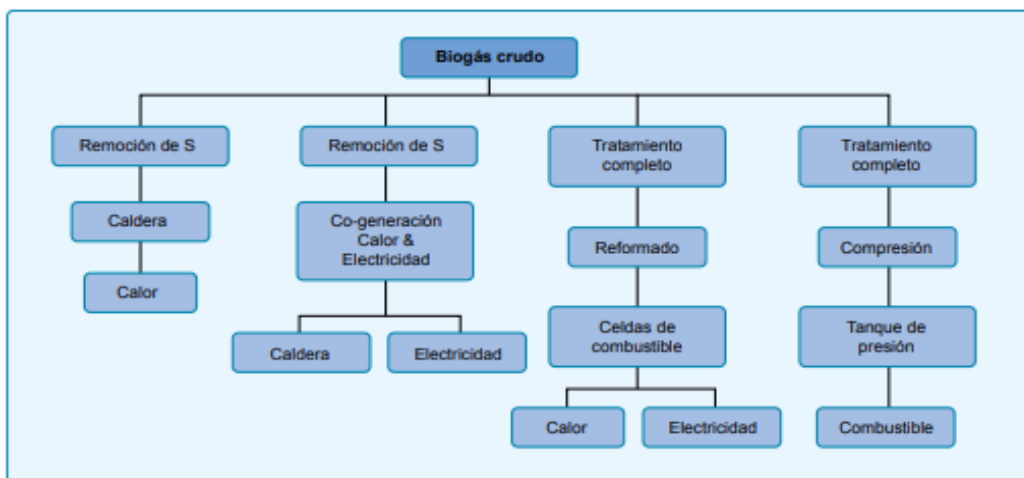 Biogás crudo
Remoción de S
Caldera
Calor
Remoción de S
Co-generación
Calor &
Electricidad
Caldera
Electricidad
Tratamiento
completo
Reformado
Celdas de
combustible
Calor
Electricidad
Tratamiento
completo
Compresión
Tanque de
presión
Combustible